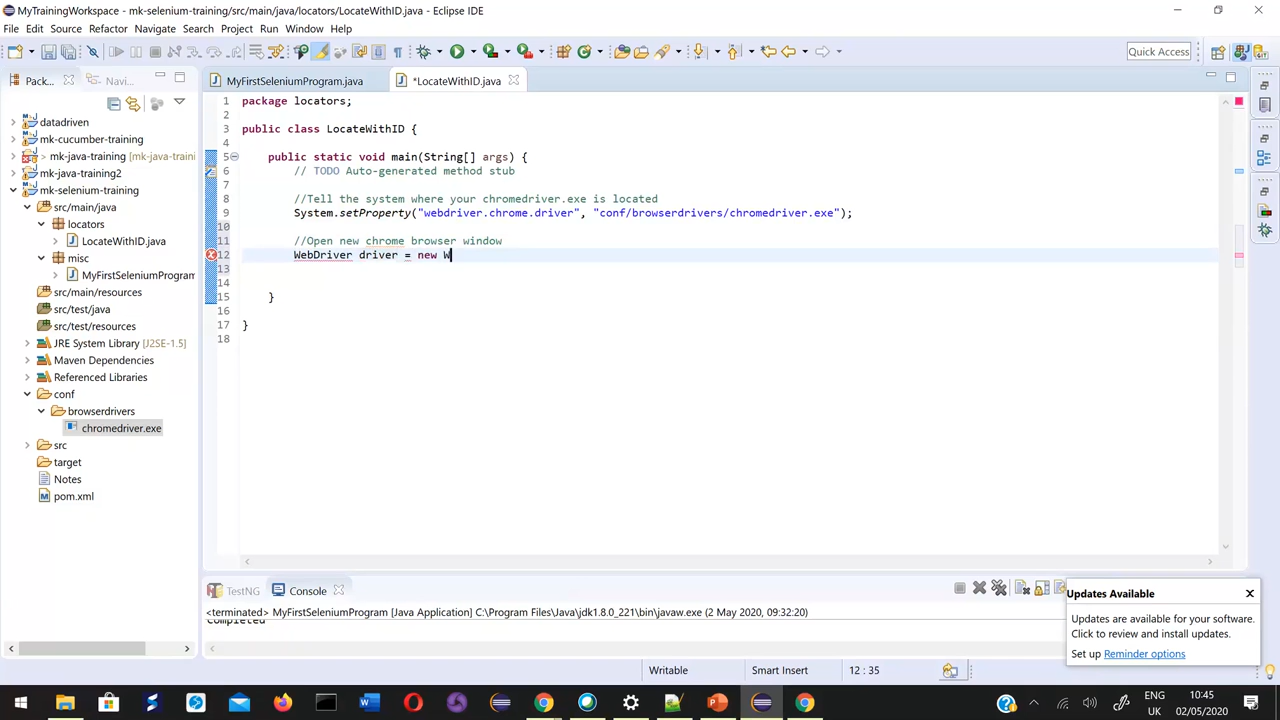 MyTrainingWorkspace - mk-selenium-training/src/main/java/locators/LocateWithID.java - Eclipse IDE
File Edit Source Refactor Navigate Search Project Run Window Help
Quick Access
Pack... Navi...
MyFirstSeleniumProgram.java *LocateWithID.java
datadriven
mk-cucumber-training
> mk-java-training [mk-java-traini
mk-java-training2
mk-selenium-training
src/main/java
locators
LocateWithID.java
misc
MyFirstSeleniumProgram
src/main/resources
src/test/java
src/test/resources
JRE System Library [J2SE-1.5]
Maven Dependencies
Referenced Libraries
conf
browserdrivers
chromedriver.exe
src
target
Notes
pom.xml
1 package locators;
2
3 public class LocateWithID {
4
5 public static void main(String[] args) {
6 // TODO Auto-generated method stub
7
8 //Tell the system where your chromedriver.exe is located
9 System.setProperty("webdriver.chrome.driver", "conf/browserdrivers/chromedriver.exe");
10
11 //Open new chrome browser window
12 WebDriver driver = new W
13
14
15 }
16
17 }
18
TestNG Console
<terminated> MyFirstSeleniumProgram [Java Application] C:\Program Files\Java\jdk1.8.0_221\bin\javaw.exe (2 May 2020, 09:32:20)
Completed
Updates Available
Updates are available for your software.
Click to review and install updates.
Set up Reminder options
Writable Smart Insert 12 : 35
ENG
UK
10:45
02/05/2020